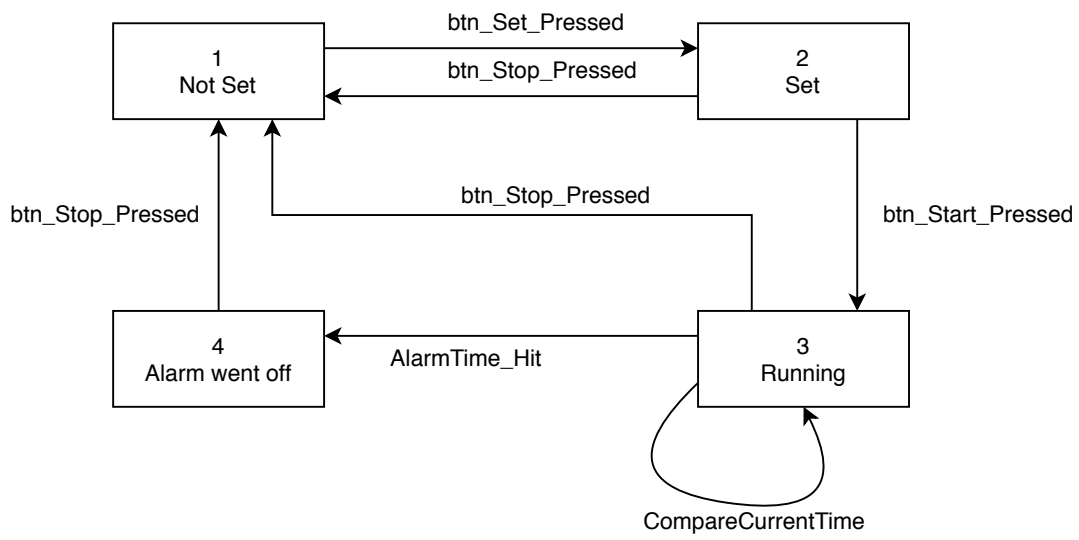 btn_Set_Pressed
1
Not Set
btn_Stop_Pressed
2
Set
btn_Stop_Pressed
btn_Stop_Pressed
btn_Start_Pressed
4
Alarm went off
AlarmTime_Hit
3
Running
CompareCurrentTime